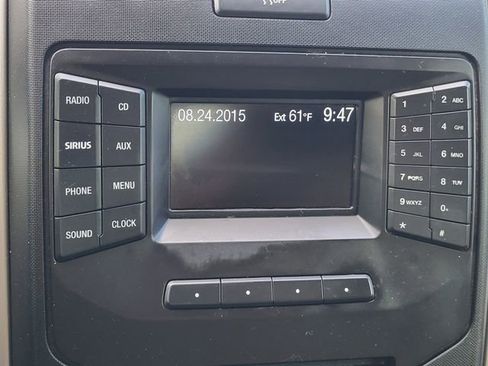 OFF
RADIO
CD
SIRIUS
AUX
PHONE
MENU
SOUND
CLOCK
08.24.2015 Ext 61°F 9:47
1
2 ABC
3 DEF
4 GHI
5 JKL
6 MNO
7 PQRS
8 TUV
9 WXYZ
0
*
#